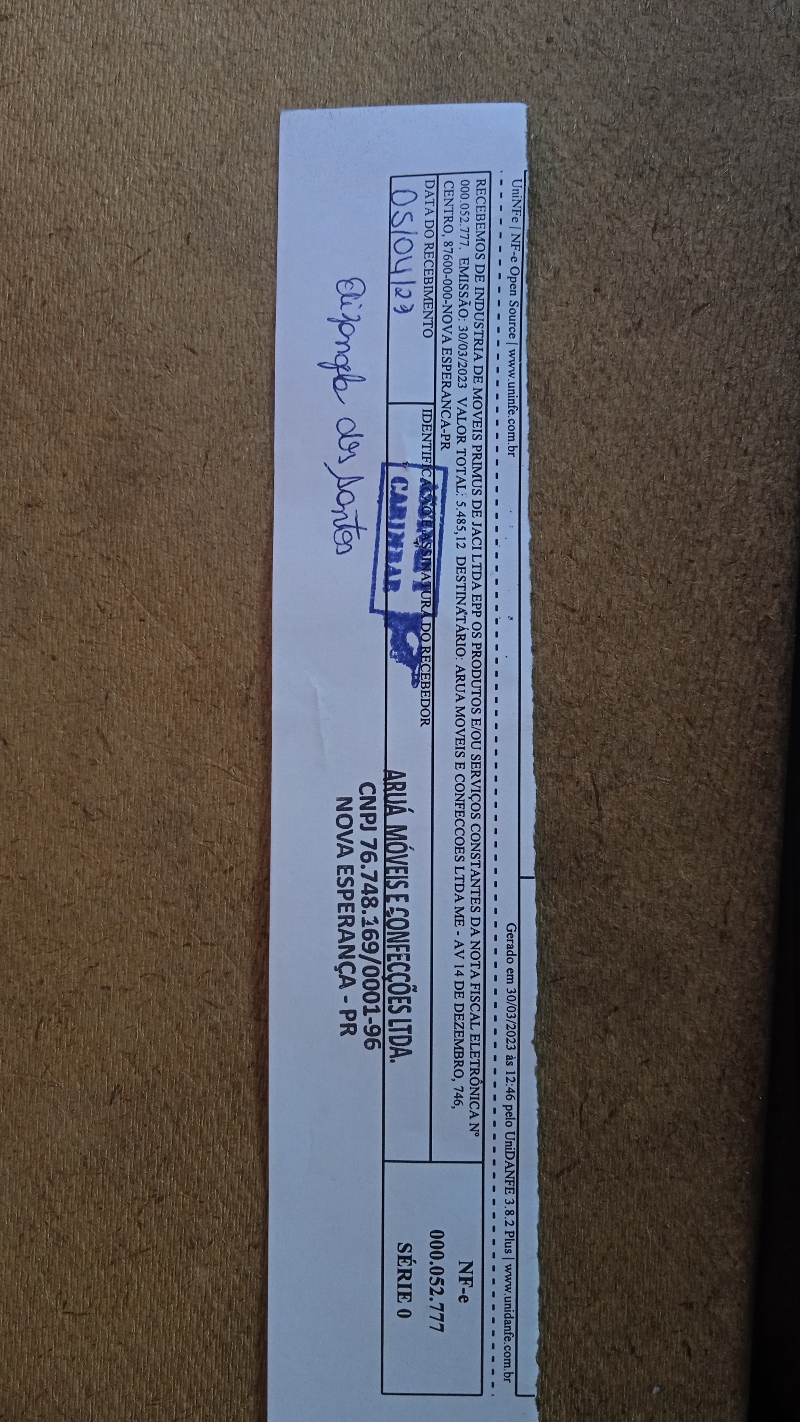 UniNFe | NF-e Open Source | www.uninfe.com.br
Gerado em 30/03/2023 às 12:46 pelo UniDANFE 3.8.2 Plus | www.unidanfe.com.br
RECEBEMOS DE INDUSTRIA DE MOVEIS PRIMUS DE JACI LTDA EPP OS PRODUTOS E/OU SERVIÇOS CONSTANTES DA NOTA FISCAL ELETRÔNICA Nº
000.052.777. EMISSÃO: 30/03/2023 VALOR TOTAL: 5.485,12 DESTINATÁRIO: ARUA MOVEIS E CONFECCOES LTDA ME - AV 14 DE DEZEMBRO, 746,
CENTRO, 87600-000-NOVA ESPERANCA-PR
DATA DO RECEBIMENTO
05/04/23
IDENTIFICAÇÃO E ASSINATURA DO RECEBEDOR
CARIMBAR
Elizangela dos Santos
ARUÁ MÓVEIS E CONFECÇÕES LTDA.
CNPJ 76.748.169/0001-96
NOVA ESPERANÇA - PR
NF-e
000.052.777
SÉRIE 0